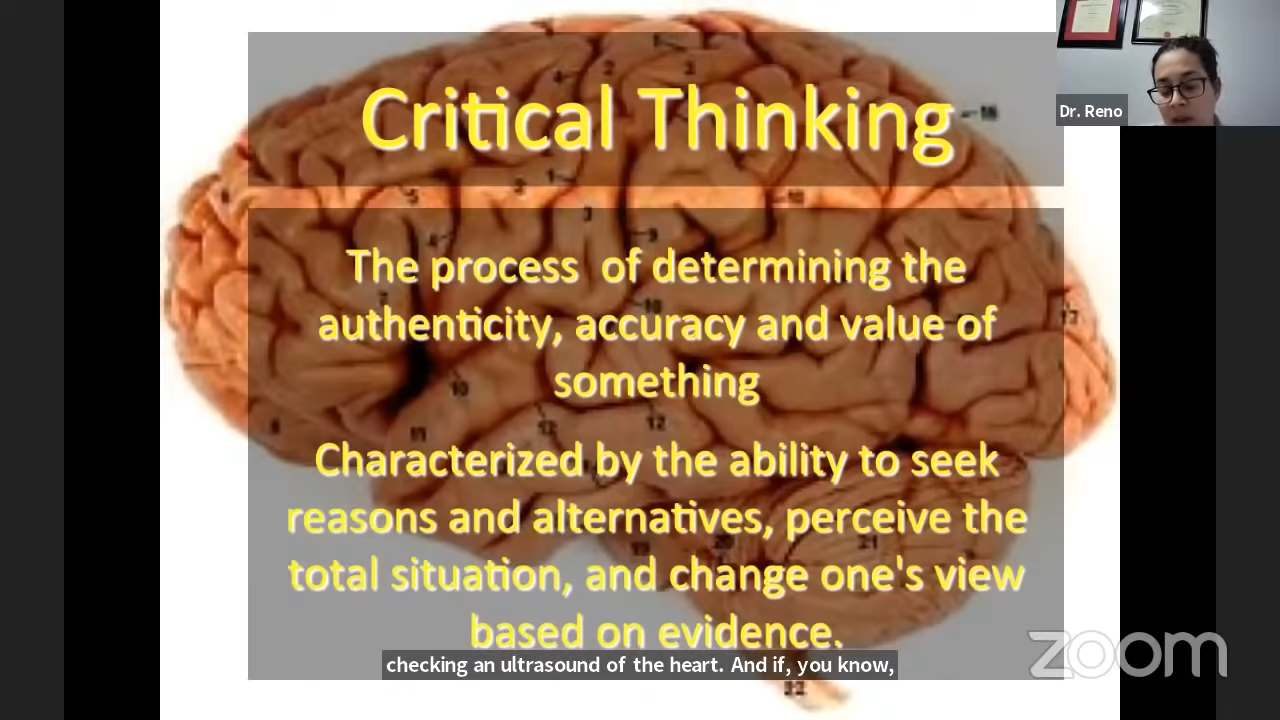 Critical Thinking
Dr. Reno
The process of determining the
authenticity, accuracy and value of
something
Characterized by the ability to seek
reasons and alternatives, perceive the
total situation, and change one's view
based on evidence.
checking an ultrasound of the heart. And if, you know,
zoom